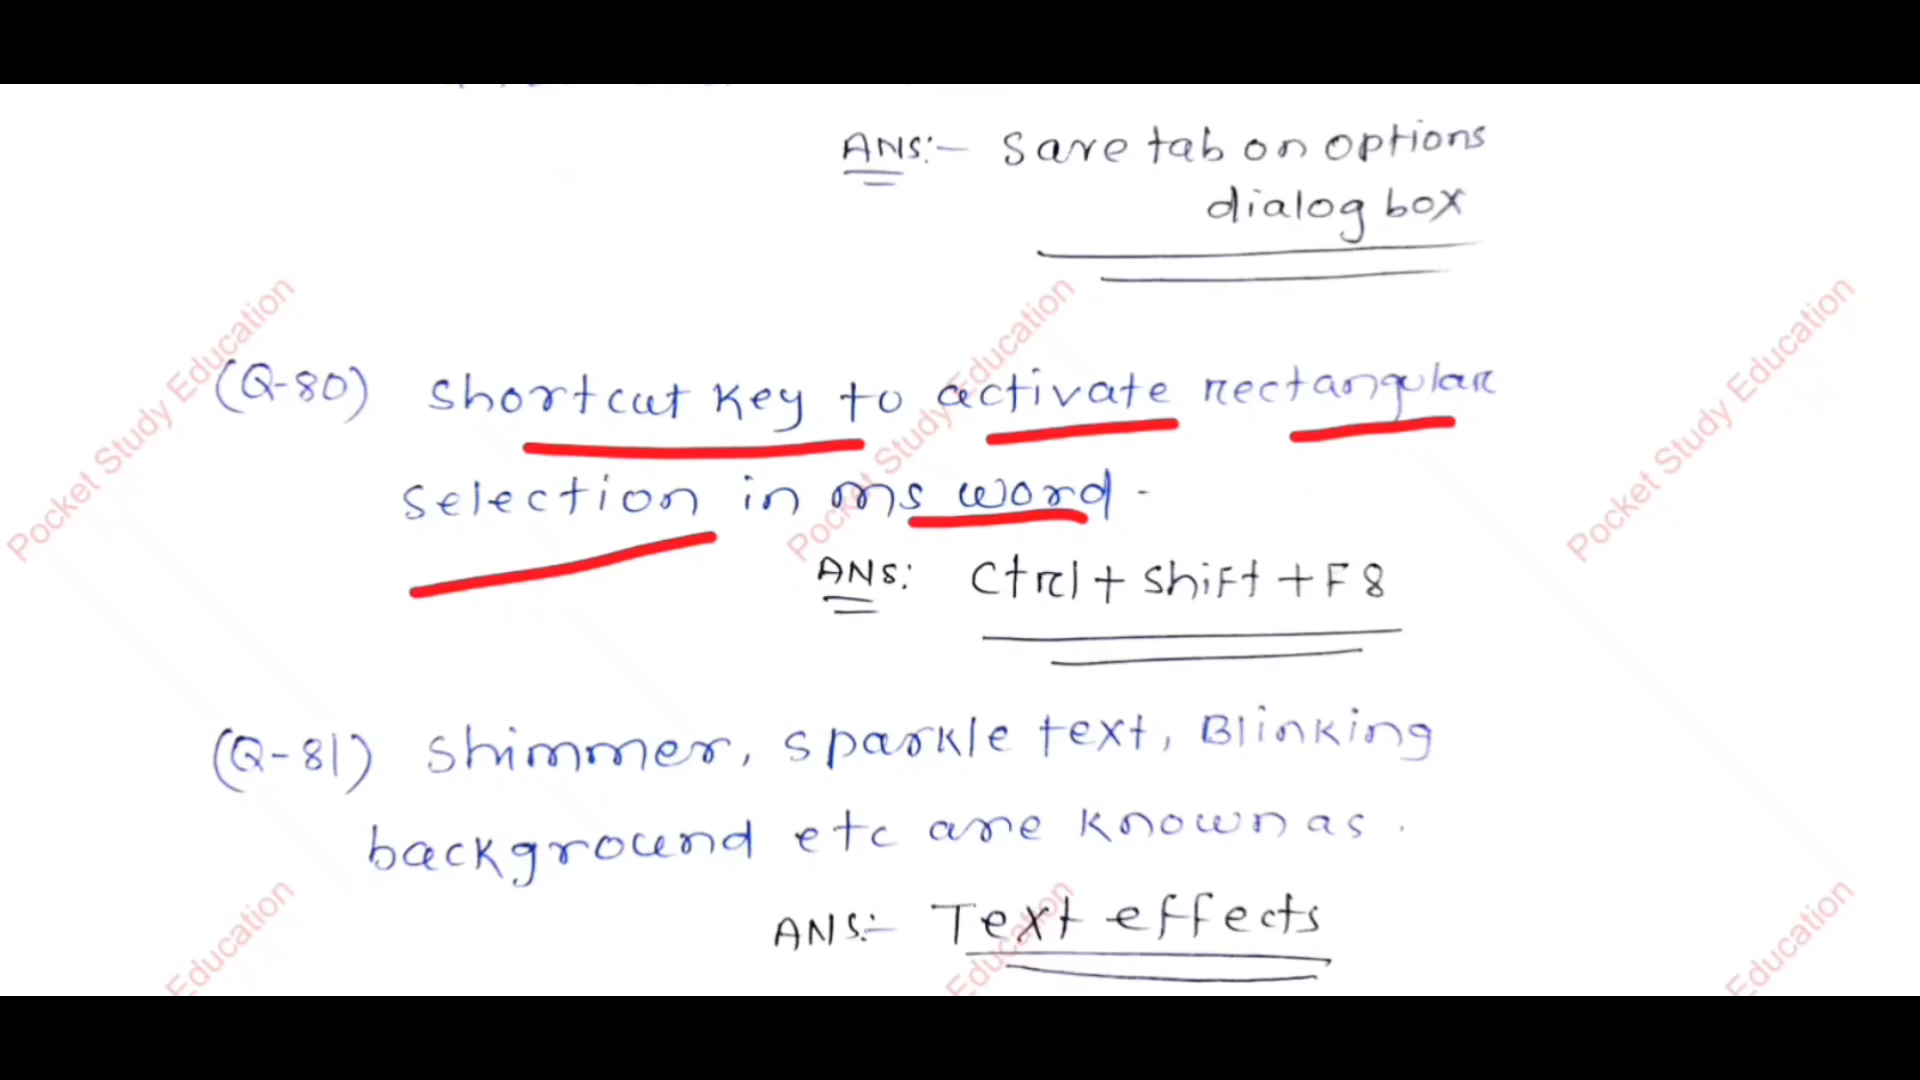 ANS:- Save tab on options
dialog box
(Q-80) Shortcut key to activate rectangular
selection in ms word.
ANS: Ctrl + Shift + F8
(Q-81) Shimmer, sparkle text, Blinking
background etc are known as.
ANS:- Text effects
Pocket Study Education
Pocket Study Education
Pocket Study Education
Education
Education
Education